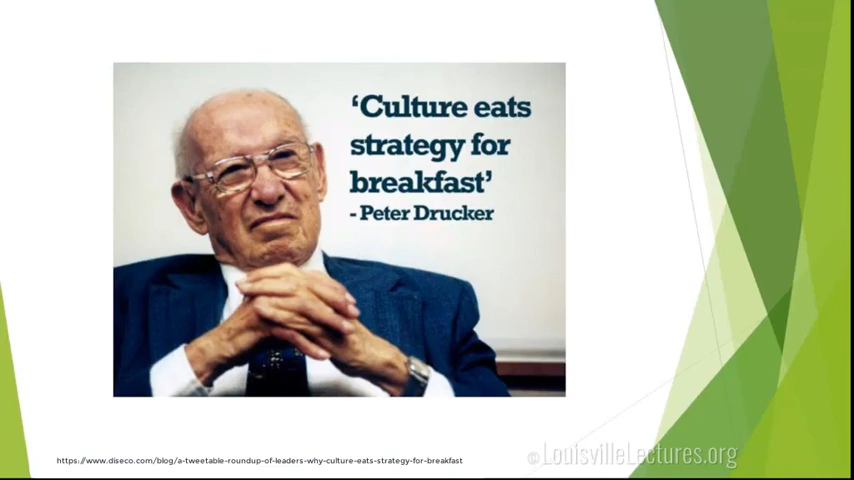 ‘Culture eats
strategy for
breakfast’
- Peter Drucker
https://www.diseco.com/blog/a-tweetable-roundup-of-leaders-why-culture-eats-strategy-for-breakfast
© LouisvilleLectures.org